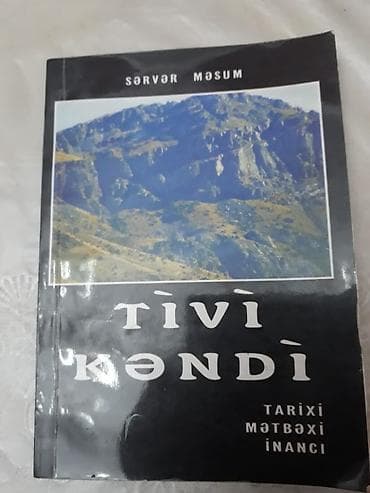 SƏRVƏR MƏSUM
TİVİ
KƏNDİ
TARİXİ
MƏTBƏXİ
İNANCI